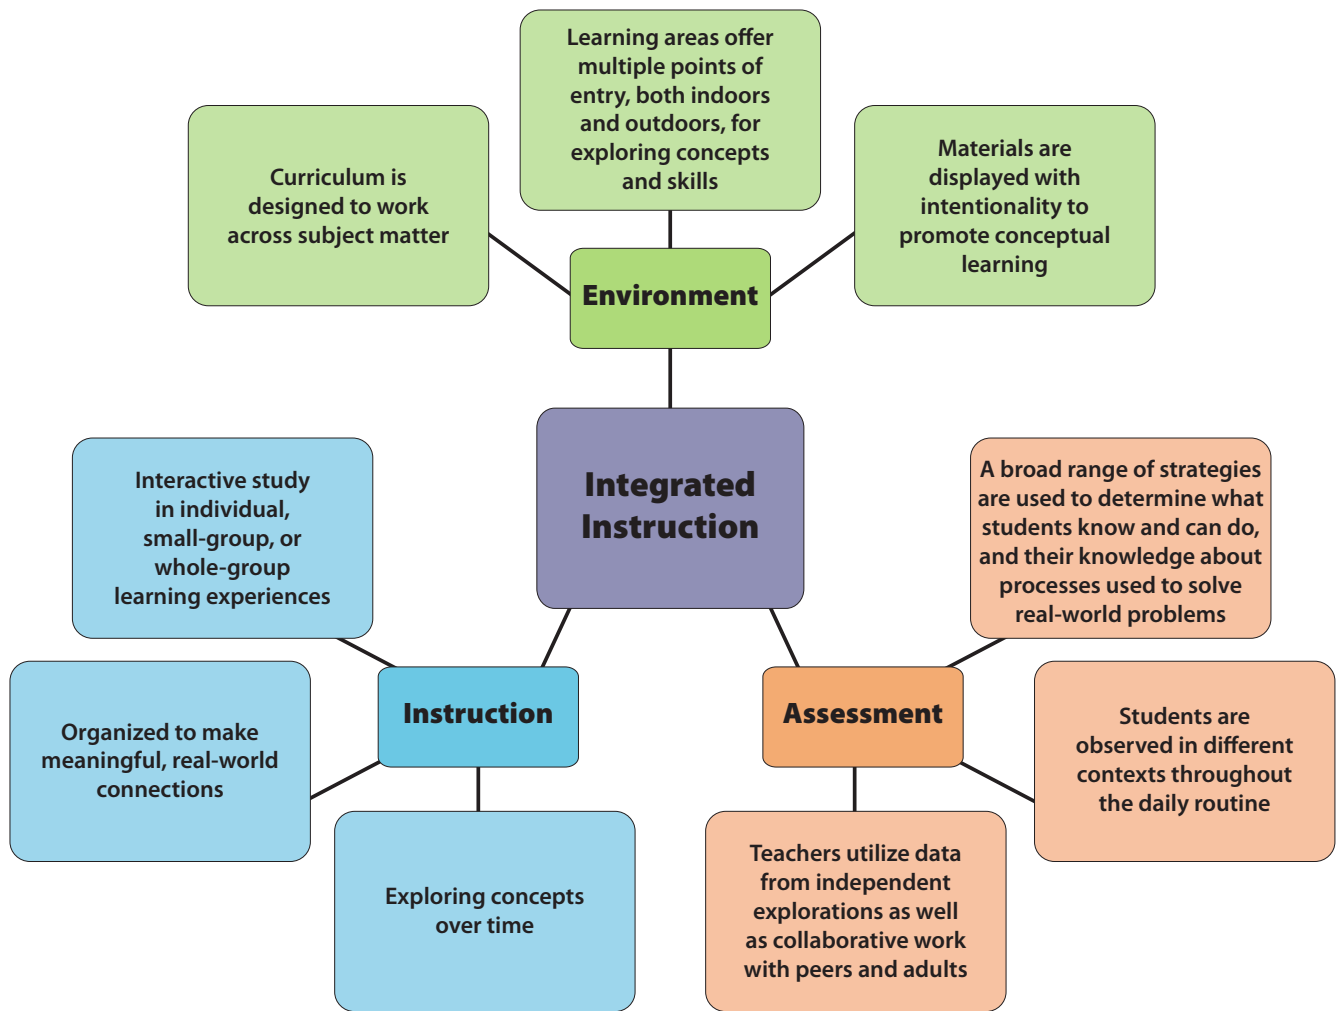 Learning areas offer
multiple points of
entry, both indoors
and outdoors, for
exploring concepts
and skills
Curriculum is
designed to work
across subject matter
Materials are
displayed with
intentionality to
promote conceptual
learning
Environment
Integrated
Instruction
Interactive study
in individual,
small-group, or
whole-group
learning experiences
A broad range of strategies
are used to determine what
students know and can do,
and their knowledge about
processes used to solve
real-world problems
Instruction
Assessment
Organized to make
meaningful, real-world
connections
Students are
observed in different
contexts throughout
the daily routine
Exploring concepts
over time
Teachers utilize data
from independent
explorations as well
as collaborative work
with peers and adults